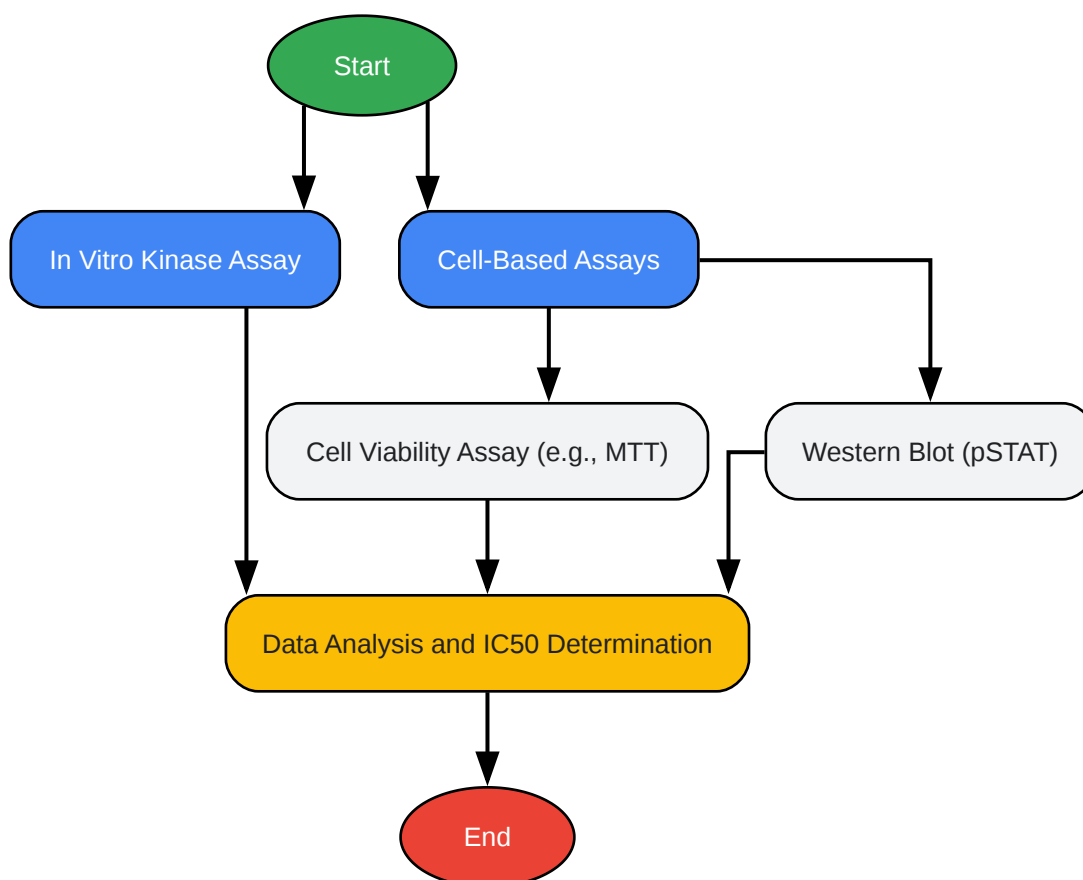 Start
In Vitro Kinase Assay
Cell-Based Assays
Cell Viability Assay (e.g., MTT)
Western Blot (pSTAT)
Data Analysis and IC50 Determination
End